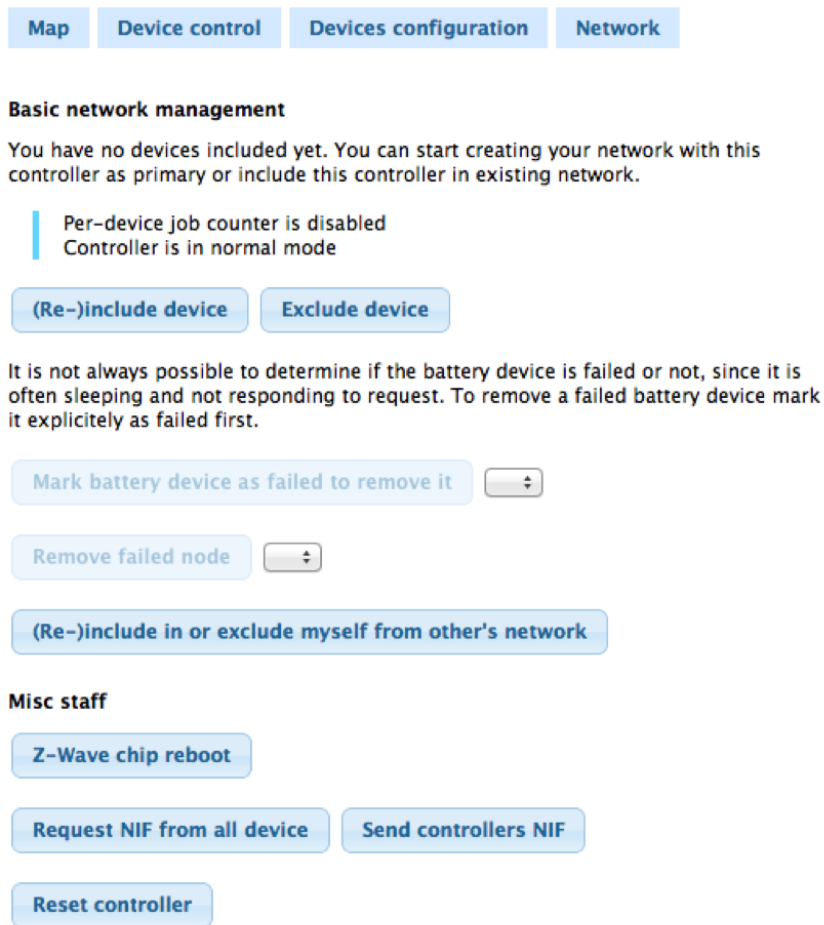 Map Device control Devices configuration Network
Basic network management
You have no devices included yet. You can start creating your network with this
controller as primary or include this controller in existing network.
Per-device job counter is disabled
Controller is in normal mode
(Re-)include device Exclude device
It is not always possible to determine if the battery device is failed or not, since it is
often sleeping and not responding to request. To remove a failed battery device mark
it explicitely as failed first.
Mark battery device as failed to remove it
Remove failed node
(Re-)include in or exclude myself from other's network
Misc staff
Z-Wave chip reboot
Request NIF from all device Send controllers NIF
Reset controller